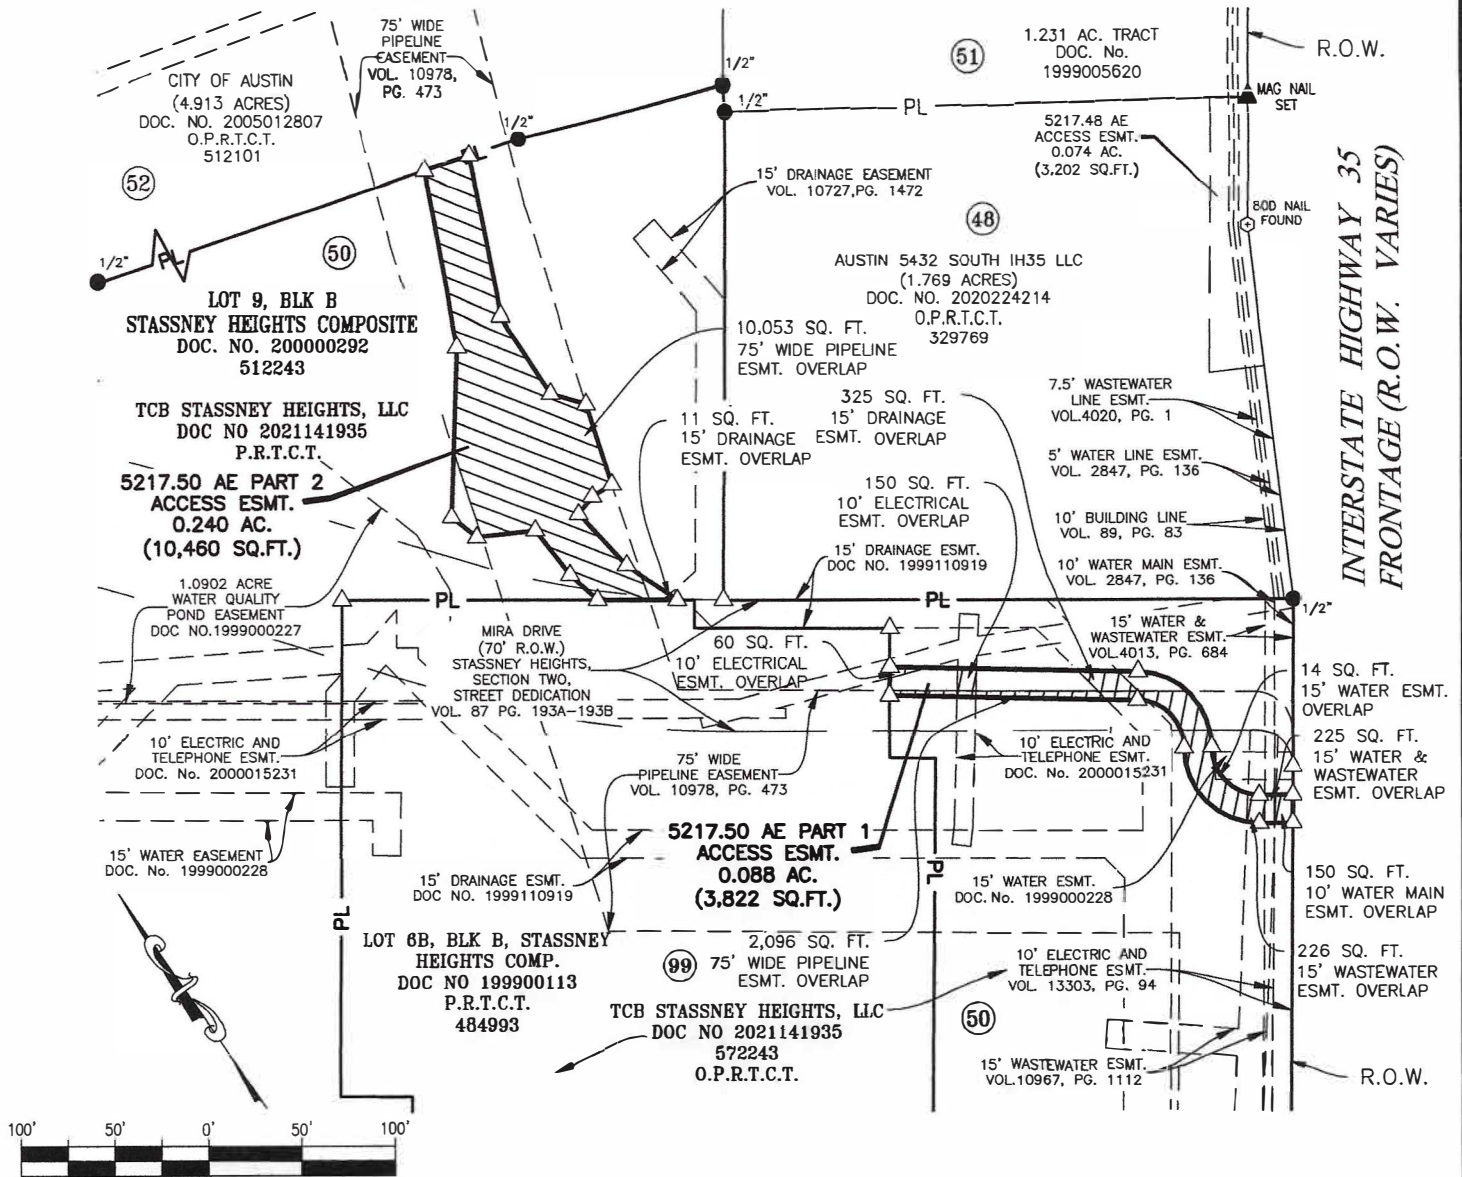 75' WIDE
PIPELINE
EASEMENT
VOL. 10978,
PG. 473
CITY OF AUSTIN
(4.913 ACRES)
DOC. NO. 2005012807
O.P.R.T.C.T.
512101
52
1/2"
PL
1/2"
1/2"
1/2"
PL
51
1.231 AC. TRACT
DOC. No.
1999005620
R.O.W.
MAG NAIL
SET
5217.48 AE
ACCESS ESMT.
0.074 AC.
(3,202 SQ.FT.)
60D NAIL
FOUND
INTERSTATE HIGHWAY 35
FRONTAGE (R.O.W. VARIES)
15' DRAINAGE EASEMENT
VOL. 10727,PG. 1472
48
AUSTIN 5432 SOUTH IH35 LLC
(1.769 ACRES)
DOC. NO. 2020224214
O.P.R.T.C.T.
329769
50
LOT 9, BLK B
STASSNEY HEIGHTS COMPOSITE
DOC. NO. 200000292
512243
TCB STASSNEY HEIGHTS, LLC
DOC NO 2021141935
P.R.T.C.T.
5217.50 AE PART 2
ACCESS ESMT.
0.240 AC.
(10,460 SQ.FT.)
10,053 SQ. FT.
75' WIDE PIPELINE
ESMT. OVERLAP
11 SQ. FT.
15' DRAINAGE
ESMT. OVERLAP
325 SQ. FT.
15' DRAINAGE
ESMT. OVERLAP
150 SQ. FT.
10' ELECTRICAL
ESMT. OVERLAP
15' DRAINAGE ESMT.
DOC NO. 1999110919
7.5' WASTEWATER
LINE ESMT.
VOL.4020, PG. 1
5' WATER LINE ESMT.
VOL. 2847, PG. 136
10' BUILDING LINE
VOL. 89, PG. 83
10' WATER MAIN ESMT.
VOL. 2847, PG. 136
1/2"
15' WATER &
WASTEWATER ESMT.
VOL.4013, PG. 684
1.0902 ACRE
WATER QUALITY
POND EASEMENT
DOC NO.1999000227
PL
PL
MIRA DRIVE
(70' R.O.W.)
STASSNEY HEIGHTS,
SECTION TWO,
STREET DEDICATION
VOL. 87 PG. 193A-193B
60 SQ. FT.
10' ELECTRICAL
ESMT. OVERLAP
14 SQ. FT.
15' WATER ESMT.
OVERLAP
225 SQ. FT.
15' WATER &
WASTEWATER
ESMT. OVERLAP
10' ELECTRIC AND
TELEPHONE ESMT.
DOC. No. 2000015231
75' WIDE
PIPELINE EASEMENT
VOL. 10978, PG. 473
10' ELECTRIC AND
TELEPHONE ESMT.
DOC. No. 2000015231
15' WATER EASEMENT
DOC. No. 1999000228
5217.50 AE PART 1
ACCESS ESMT.
0.088 AC.
(3,822 SQ.FT.)
15' DRAINAGE ESMT.
DOC NO. 1999110919
PL
15' WATER ESMT.
DOC. No. 1999000228
150 SQ. FT.
10' WATER MAIN
ESMT. OVERLAP
PL
LOT 6B, BLK B, STASSNEY
HEIGHTS COMP.
DOC NO 199900113
P.R.T.C.T.
484993
99
2,096 SQ. FT.
75' WIDE PIPELINE
ESMT. OVERLAP
10' ELECTRIC AND
TELEPHONE ESMT.
VOL. 13303, PG. 94
226 SQ. FT.
15' WASTEWATER
ESMT. OVERLAP
TCB STASSNEY HEIGHTS, LLC
DOC NO 2021141935
572243
O.P.R.T.C.T.
50
15' WASTEWATER ESMT.
VOL.10967, PG. 1112
R.O.W.
100' 50' 0' 50' 100'